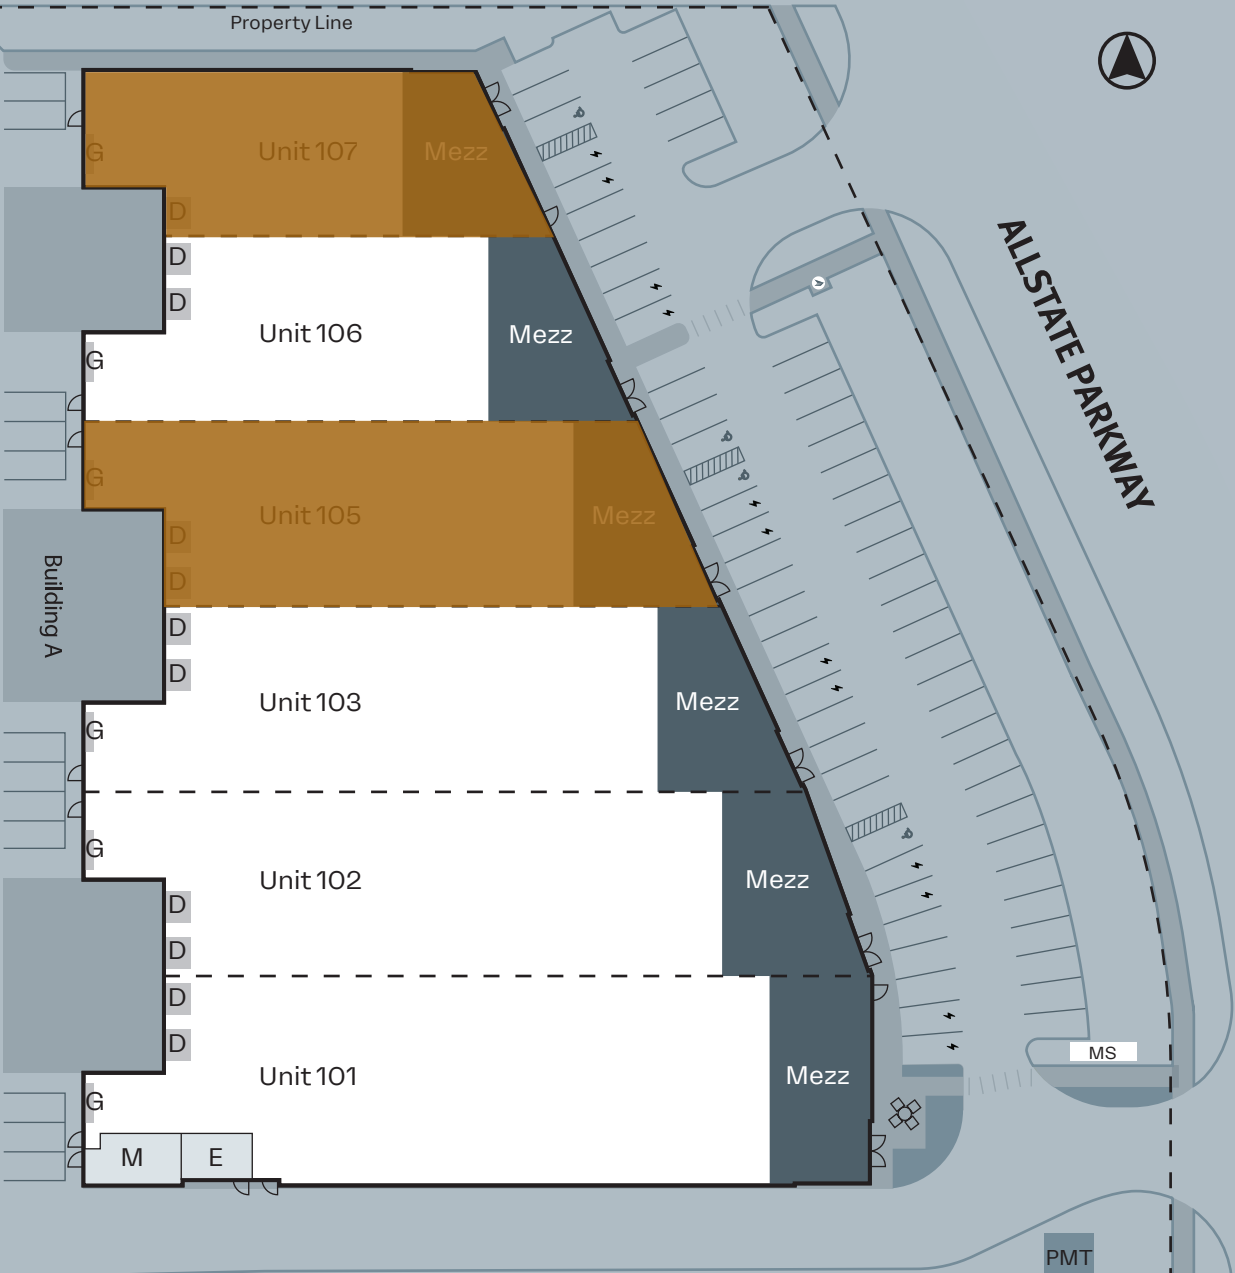 Property Line
Unit 107
Mezz
G
D
D
D
Unit 106
Mezz
G
G
Unit 105
Mezz
D
D
Building A
D
D
Unit 103
Mezz
G
G
Unit 102
Mezz
D
D
D
D
Unit 101
Mezz
G
M
E
ALLSTATE PARKWAY
MS
PMT